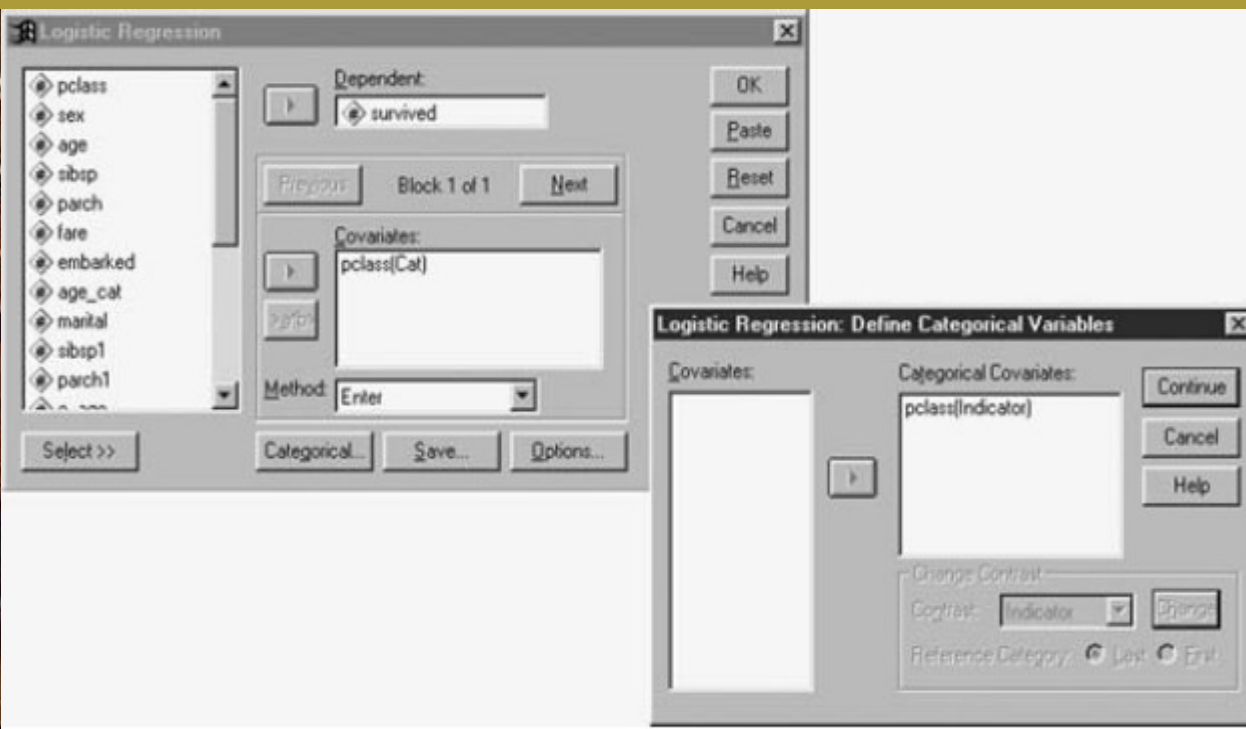 Logistic Regression
pclass
sex
age
sibsp
parch
fare
embarked
age_cat
marital
sibsp1
parch1
Select >>
Dependent:
survived
Previous
Block 1 of 1
Next
Covariates:
pclass(Cat)
>a*b>
Method: Enter
Categorical...
Save...
Options...
OK
Paste
Reset
Cancel
Help
Logistic Regression: Define Categorical Variables
Covariates:
Categorical Covariates:
pclass(Indicator)
Continue
Cancel
Help
Change Contrast
Contrast: Indicator Change
Reference Category: Last First